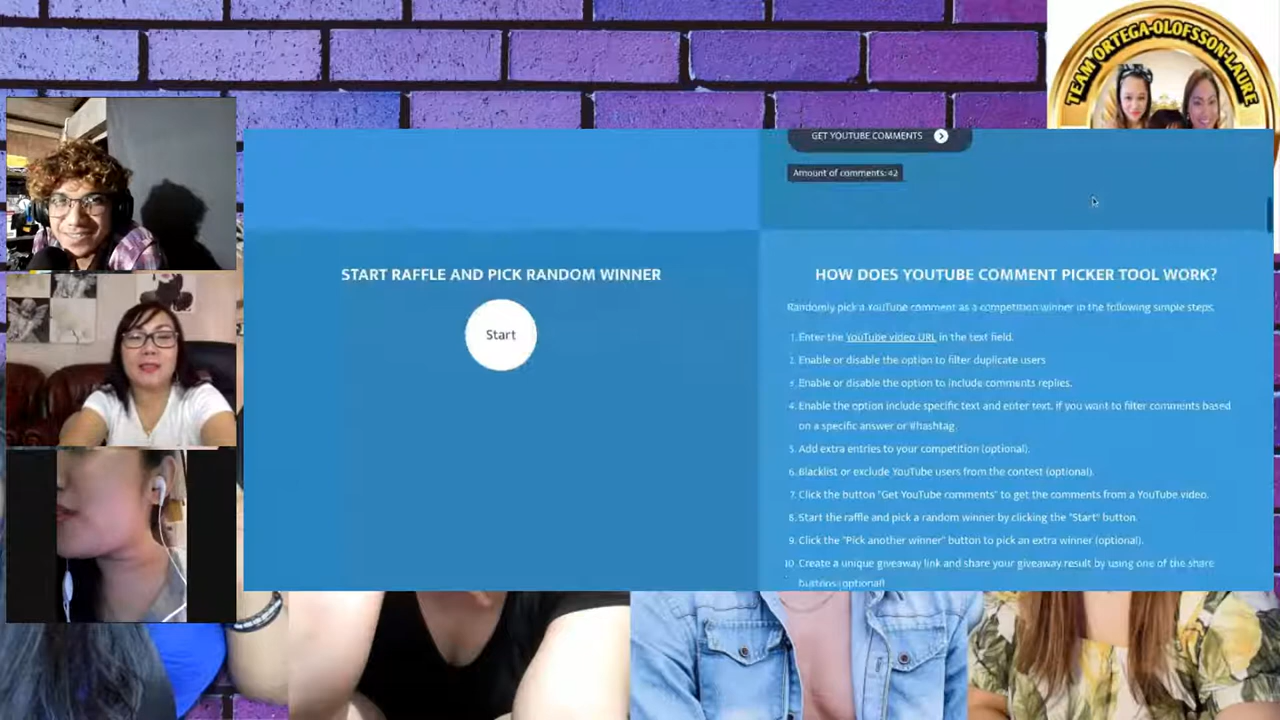 TEAM ORTEGA-OLOFSSON-LAURE
GET YOUTUBE COMMENTS
Amount of comments: 42
START RAFFLE AND PICK RANDOM WINNER
Start
HOW DOES YOUTUBE COMMENT PICKER TOOL WORK?
Randomly pick a YouTube comment as a competition winner in the following simple steps.
1. Enter the YouTube video URL in the text field.
2. Enable or disable the option to filter duplicate users
3. Enable or disable the option to include comments replies.
4. Enable the option include specific text and enter text. If you want to filter comments based
on a specific answer or #hashtag.
5. Add extra entries to your competition (optional).
6. Blacklist or exclude YouTube users from the contest (optional).
7. Click the button "Get YouTube comments" to get the comments from a YouTube video.
8. Start the raffle and pick a random winner by clicking the "Start" button.
9. Click the "Pick another winner" button to pick an extra winner (optional).
10. Create a unique giveaway link and share your giveaway result by using one of the share
buttons (optional)